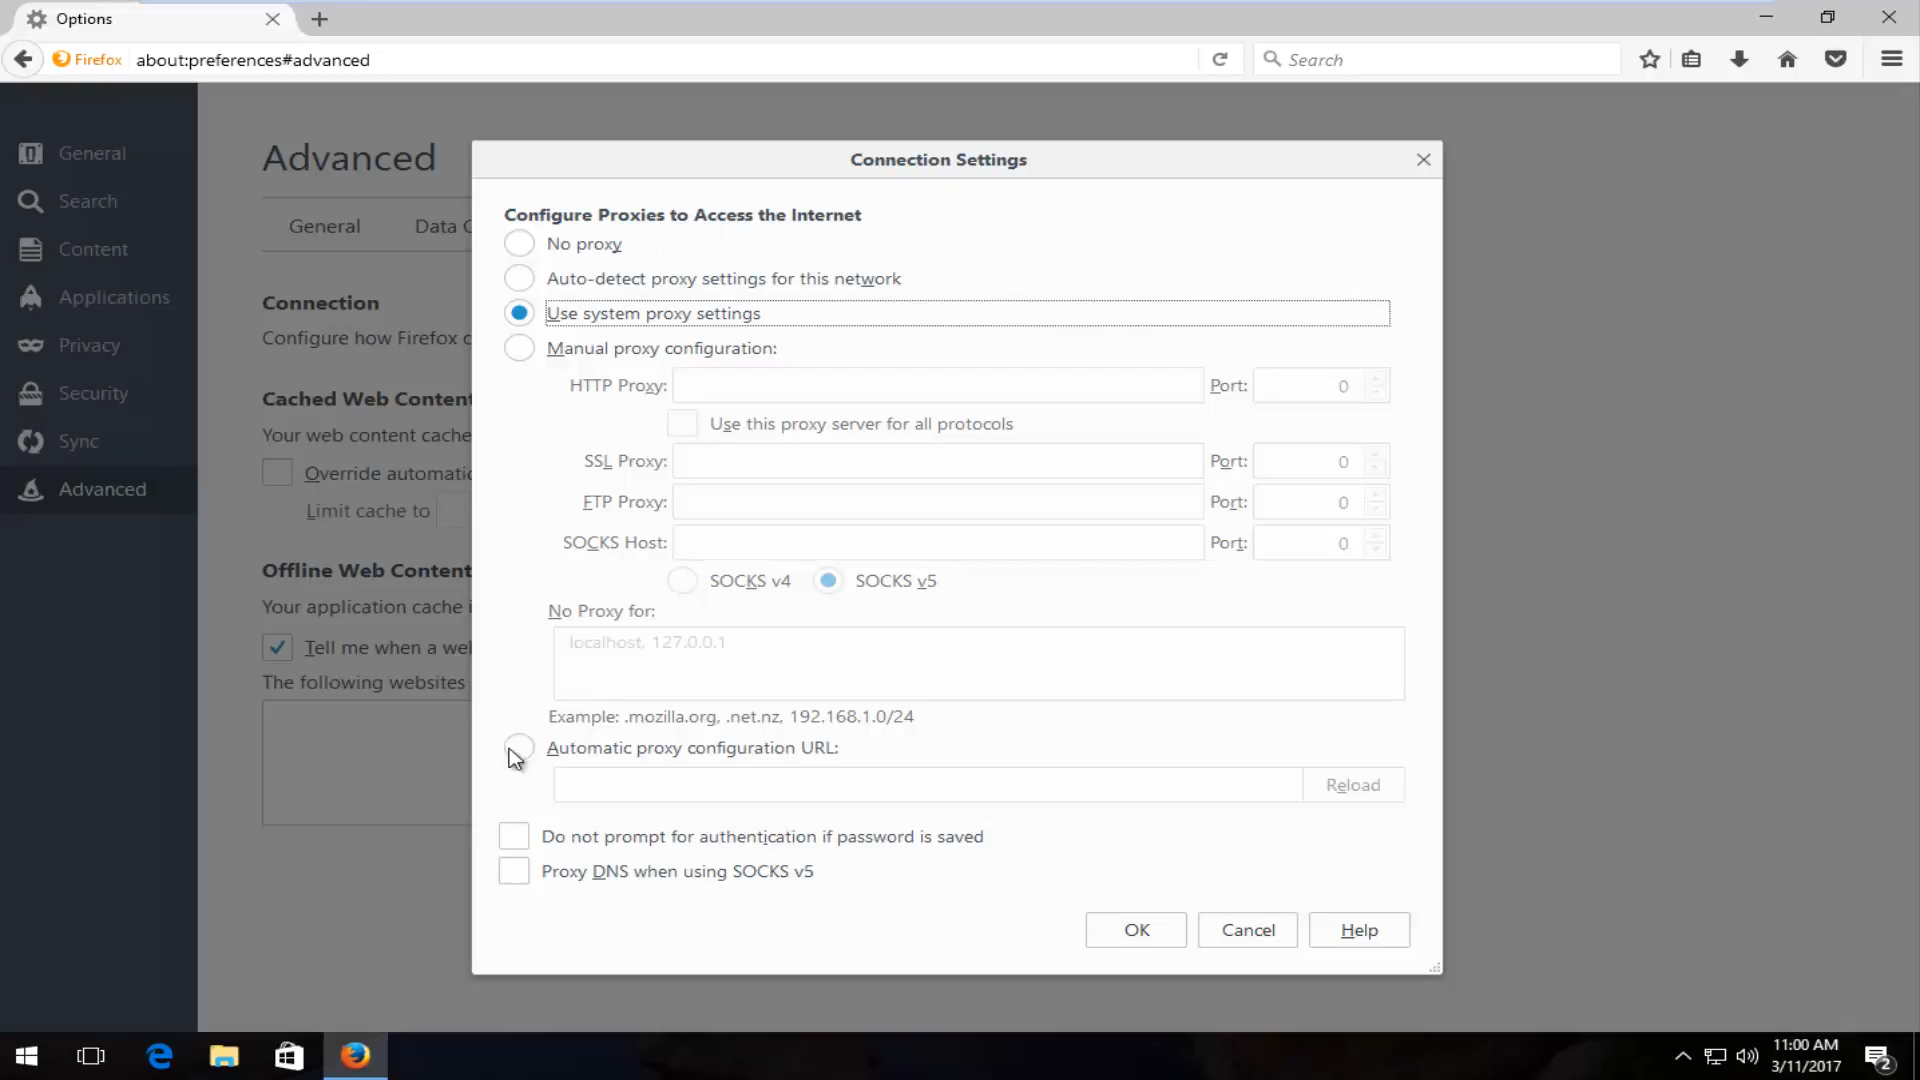 Options
Firefox
about:preferences#advanced
Search
General
Search
Content
Applications
Privacy
Security
Sync
Advanced
Advanced
General
Data C
Connection
Configure how Firefox c
Cached Web Content
Your web content cache
Override automatic
Limit cache to
Offline Web Content
Your application cache i
Tell me when a wel
The following websites
Connection Settings
Configure Proxies to Access the Internet
No proxy
Auto-detect proxy settings for this network
Use system proxy settings
Manual proxy configuration:
HTTP Proxy: Port: 0
Use this proxy server for all protocols
SSL Proxy: Port: 0
FTP Proxy: Port: 0
SOCKS Host: Port: 0
SOCKS v4 SOCKS v5
No Proxy for:
localhost, 127.0.0.1
Example: .mozilla.org, .net.nz, 192.168.1.0/24
Automatic proxy configuration URL:
Reload
Do not prompt for authentication if password is saved
Proxy DNS when using SOCKS v5
OK Cancel Help
11:00 AM
3/11/2017
2